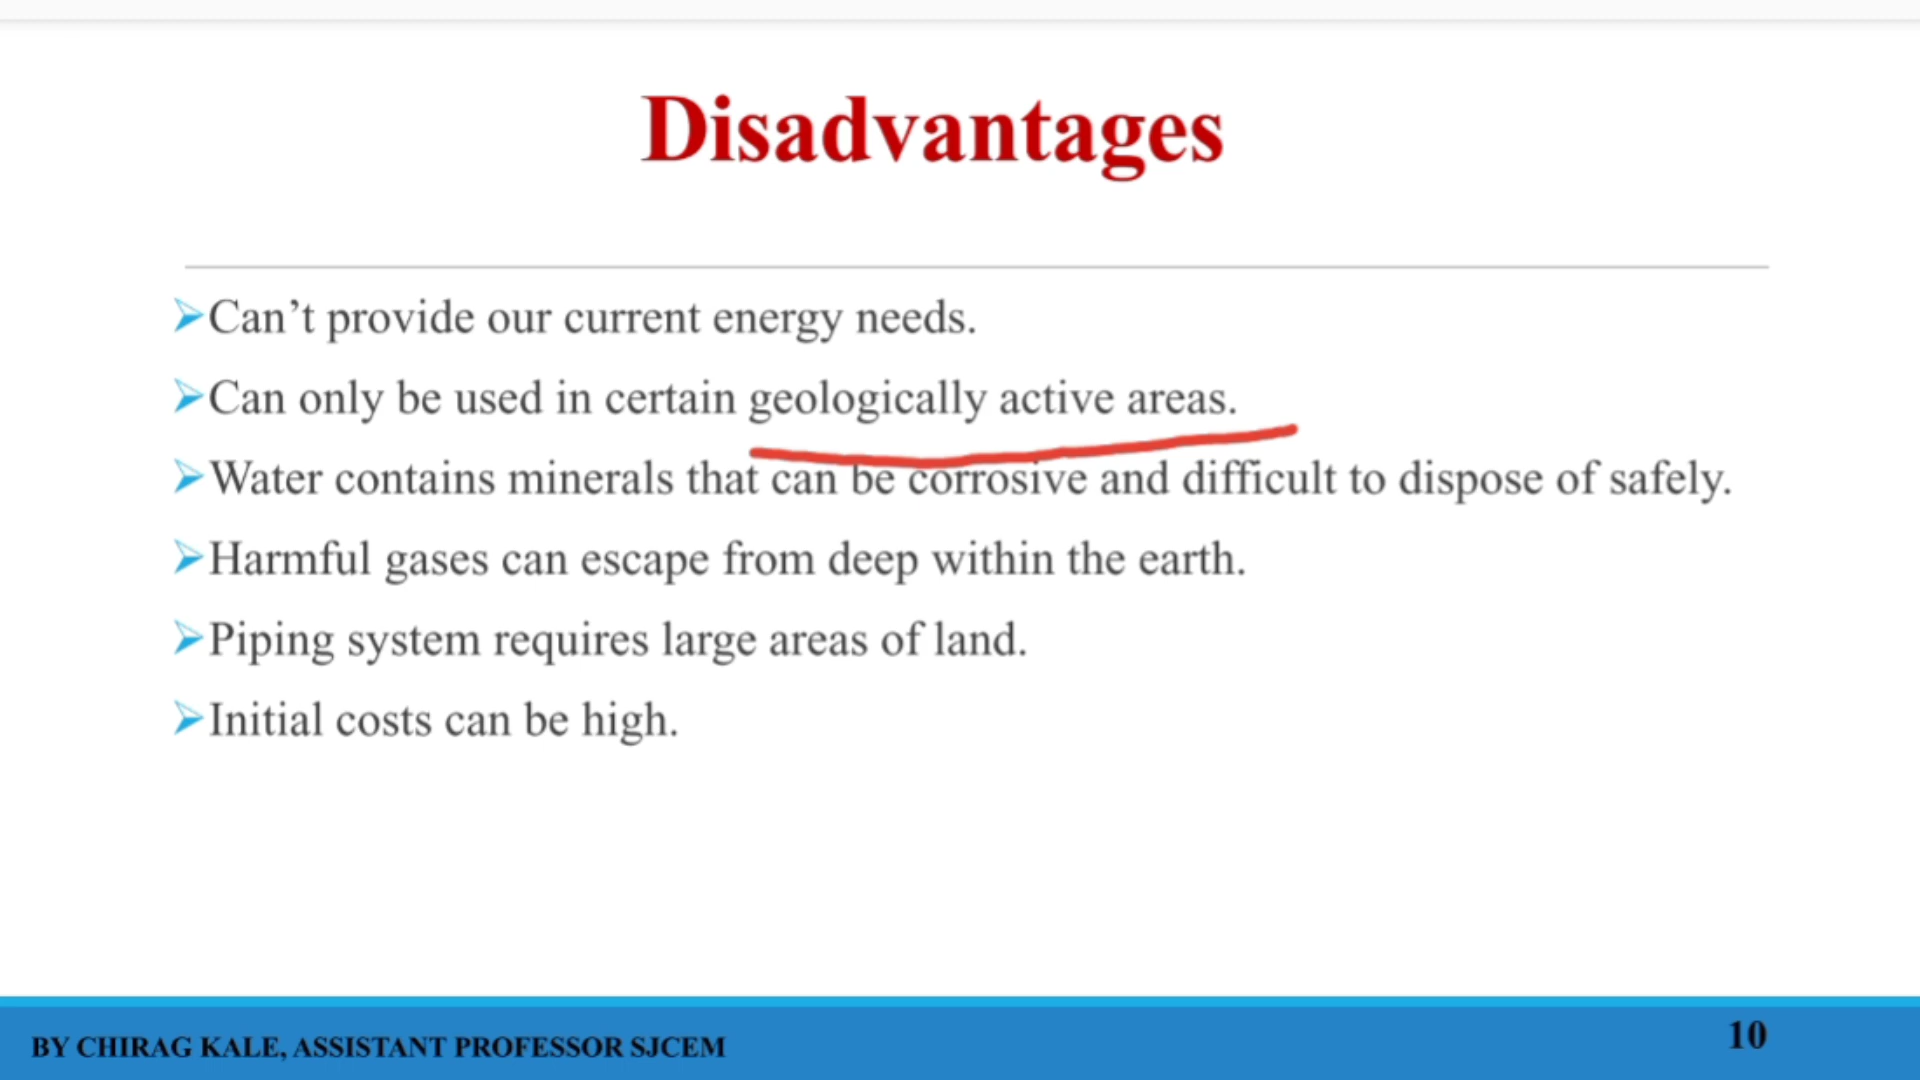 Disadvantages
➢Can’t provide our current energy needs.
➢Can only be used in certain geologically active areas.
➢Water contains minerals that can be corrosive and difficult to dispose of safely.
➢Harmful gases can escape from deep within the earth.
➢Piping system requires large areas of land.
➢Initial costs can be high.
BY CHIRAG KALE, ASSISTANT PROFESSOR SJCEM
10